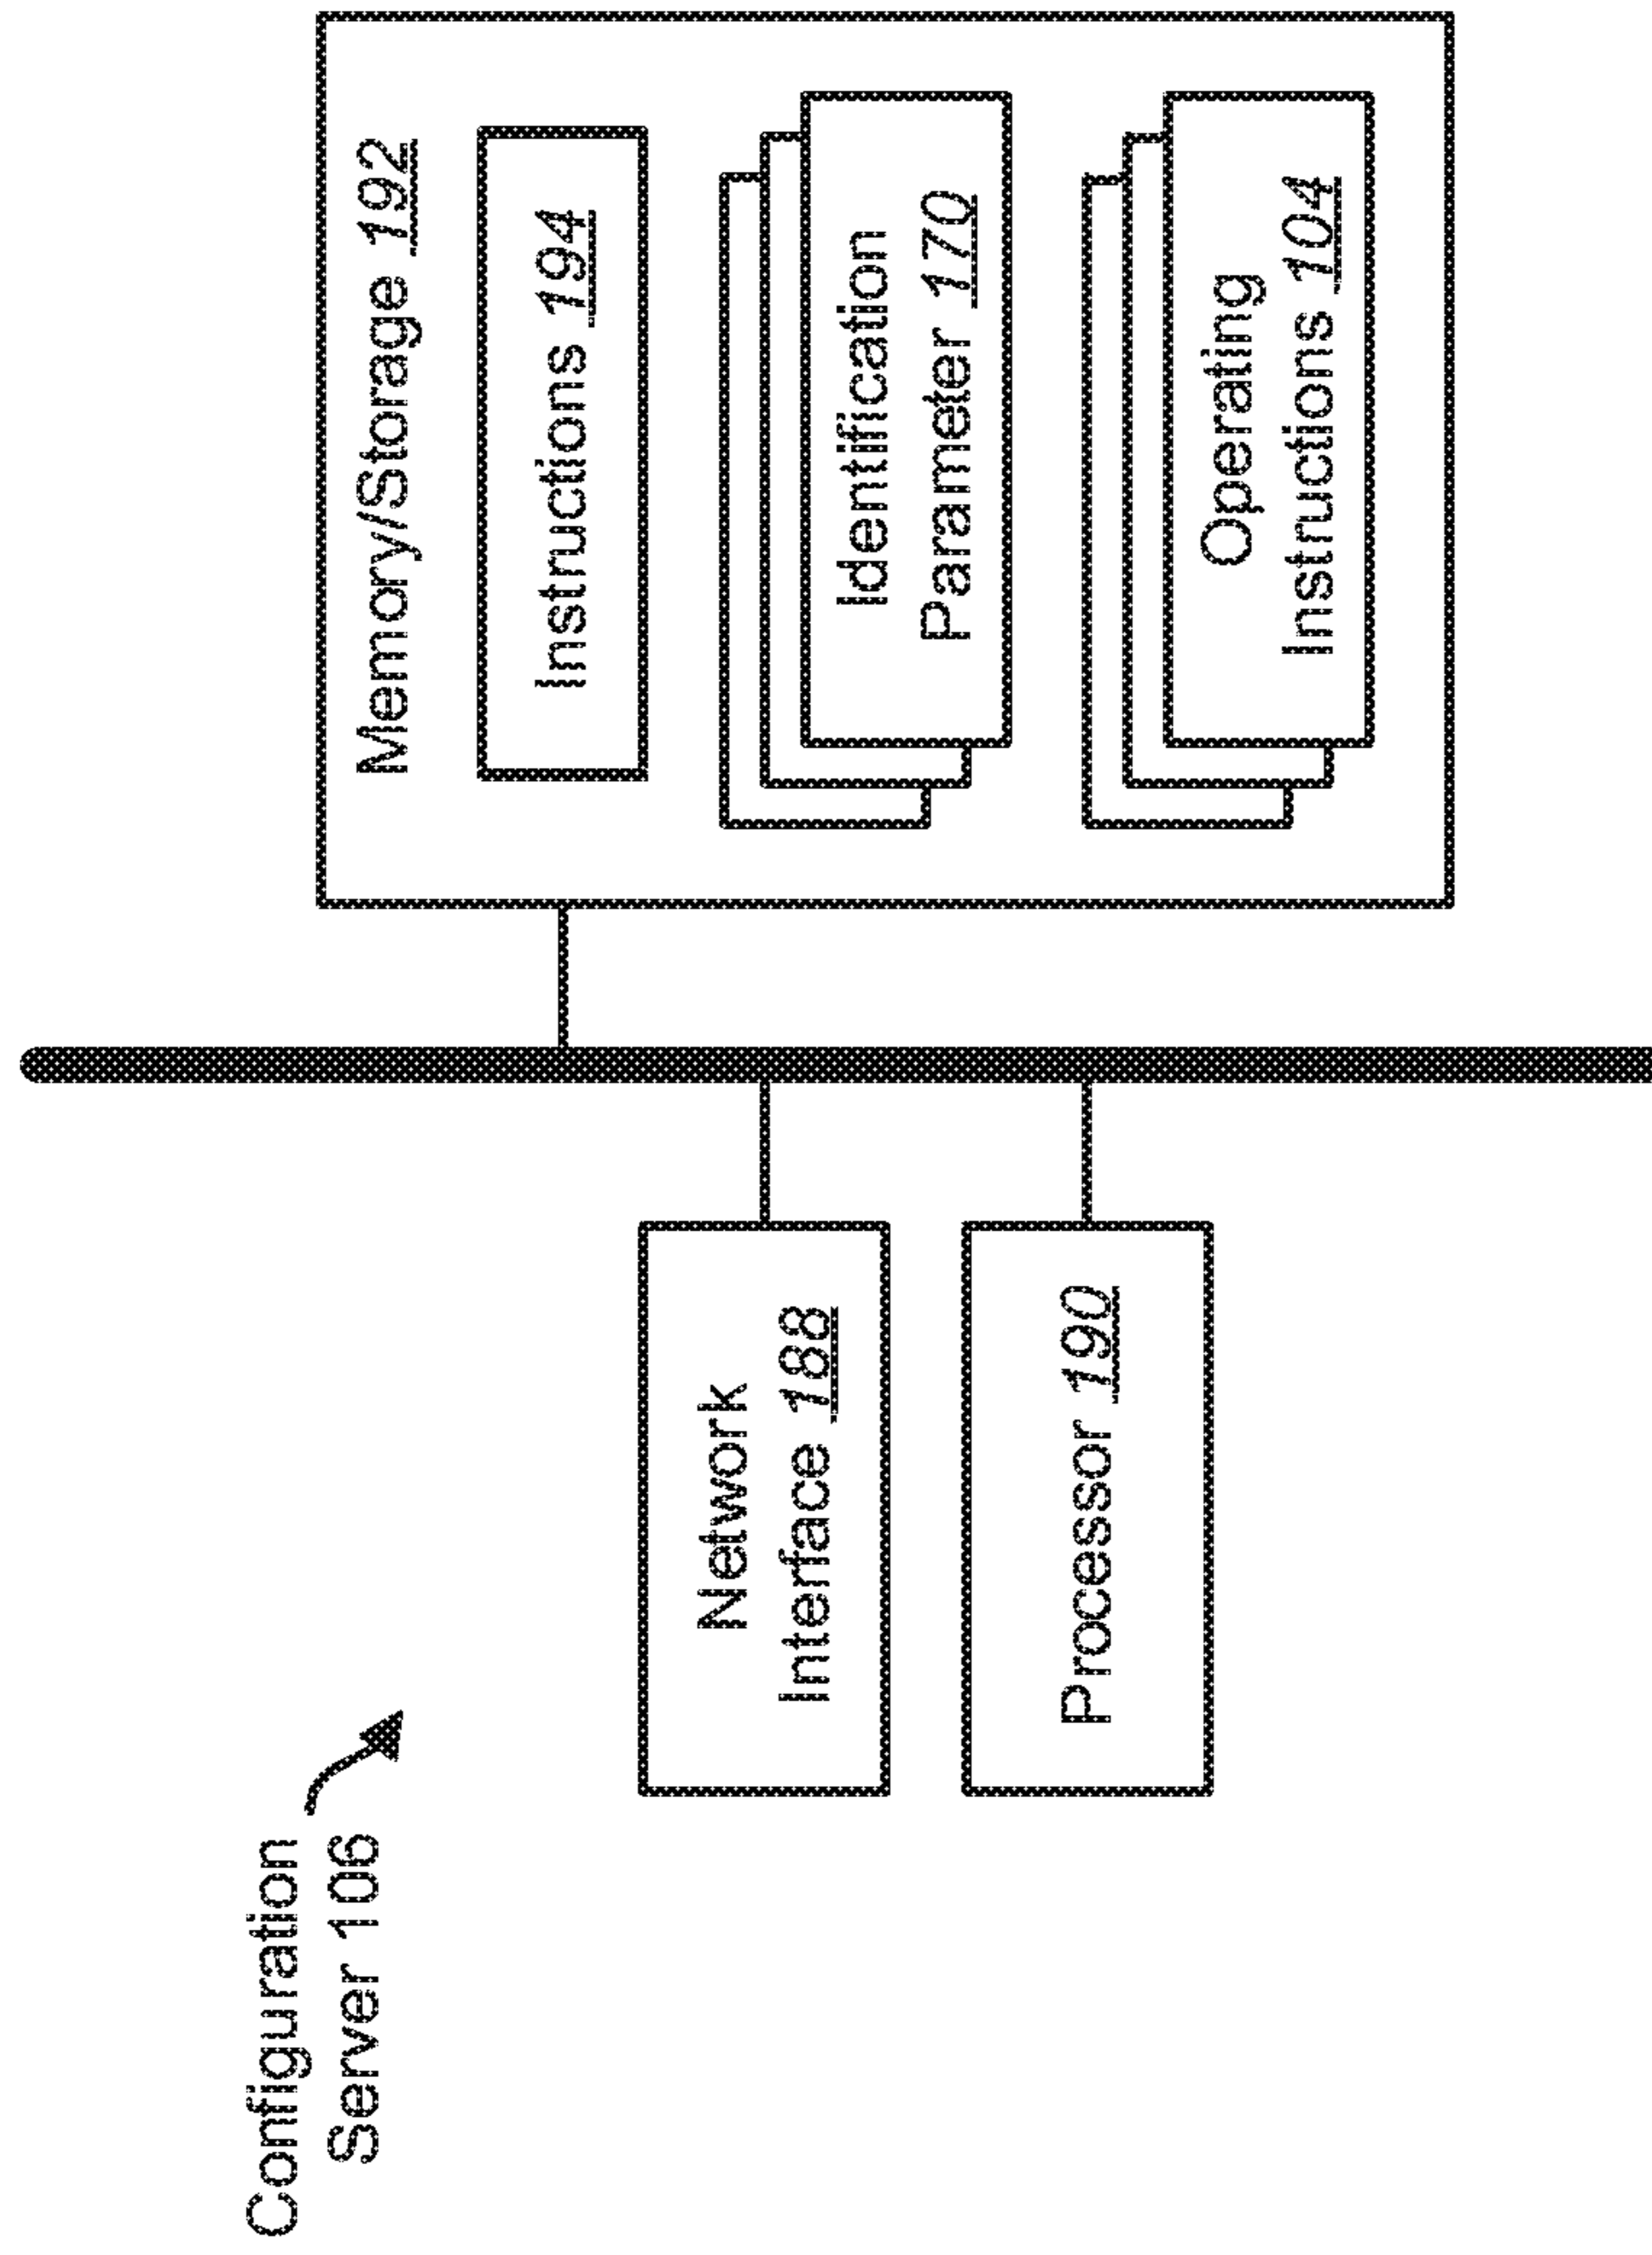 Configuration
Server 106
Network
Interface 188
Processor 190
Memory/Storage 192
Instructions 194
Identification
Parameter 170
Operating
Instructions 104